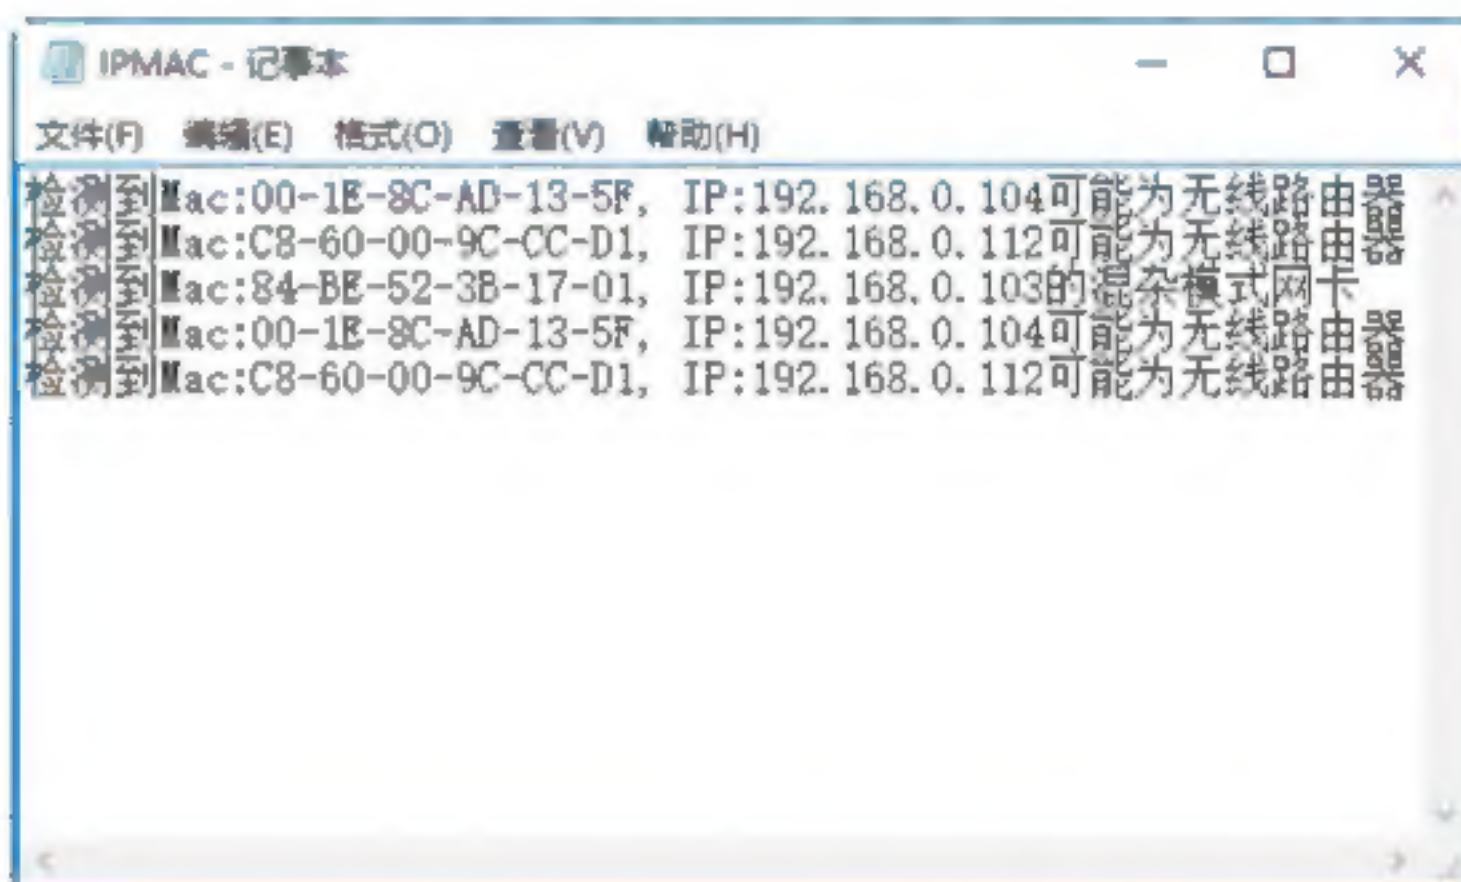 IPMAC - 记事本
文件(F) 编辑(E) 格式(O) 查看(V) 帮助(H)
检测到Mac:00-1E-8C-AD-13-5F, IP:192.168.0.104可能为无线路由器
检测到Mac:C8-60-00-9C-CC-D1, IP:192.168.0.112可能为无线路由器
检测到Mac:84-BE-52-3B-17-01, IP:192.168.0.103的混杂模式网卡
检测到Mac:00-1E-8C-AD-13-5F, IP:192.168.0.104可能为无线路由器
检测到Mac:C8-60-00-9C-CC-D1, IP:192.168.0.112可能为无线路由器